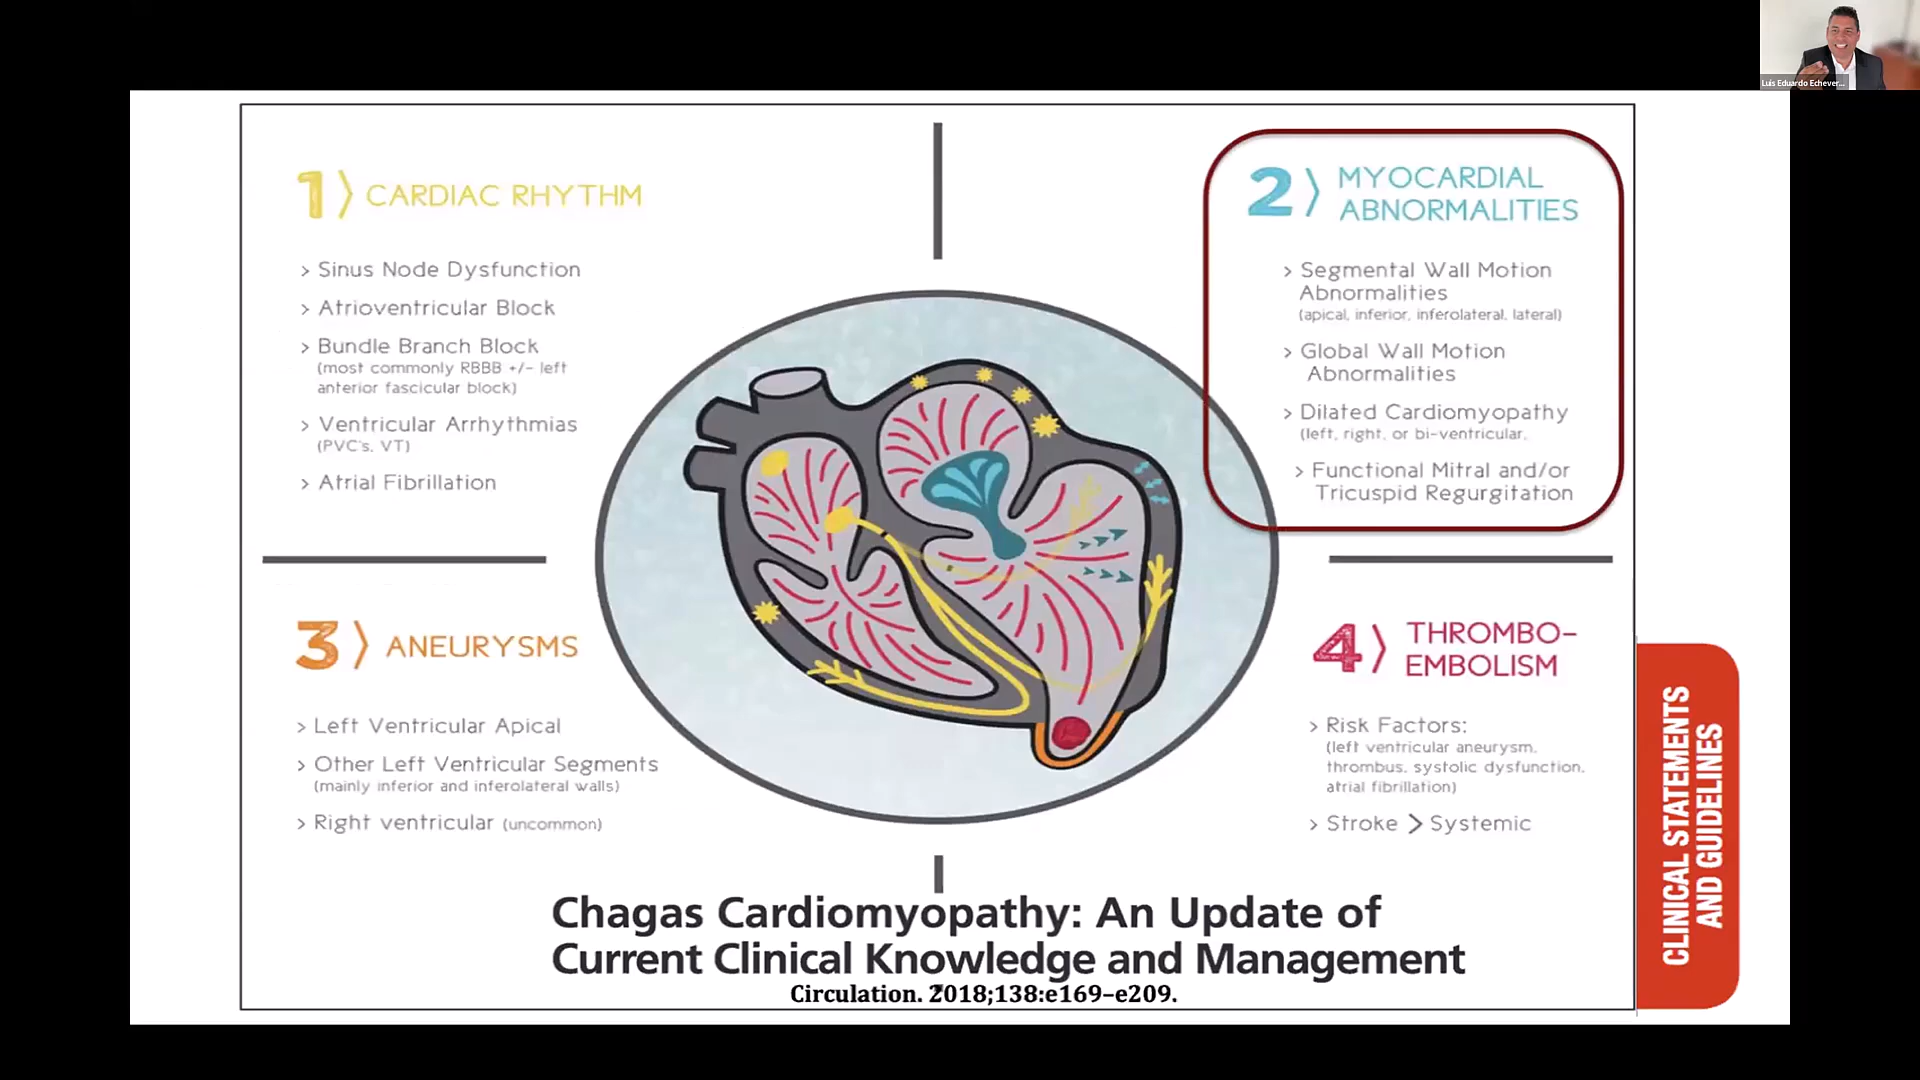 Luis Eduardo Echever...
1 CARDIAC RHYTHM
> Sinus Node Dysfunction
> Atrioventricular Block
> Bundle Branch Block
(most commonly RBBB +/- left
anterior fascicular block)
> Ventricular Arrhythmias
(PVC's, VT)
> Atrial Fibrillation
2 MYOCARDIAL
ABNORMALITIES
> Segmental Wall Motion
Abnormalities
(apical, inferior, inferolateral, lateral)
> Global Wall Motion
Abnormalities
> Dilated Cardiomyopathy
(left, right, or bi-ventricular,
> Functional Mitral and/or
Tricuspid Regurgitation
3 ANEURYSMS
> Left Ventricular Apical
> Other Left Ventricular Segments
(mainly inferior and inferolateral walls)
> Right ventricular (uncommon)
4 THROMBO-
EMBOLISM
> Risk Factors:
(left ventricular aneurysm,
thrombus, systolic dysfunction,
atrial fibrillation)
> Stroke > Systemic
CLINICAL STATEMENTS
AND GUIDELINES
Chagas Cardiomyopathy: An Update of
Current Clinical Knowledge and Management
Circulation. 2018;138:e169–e209.